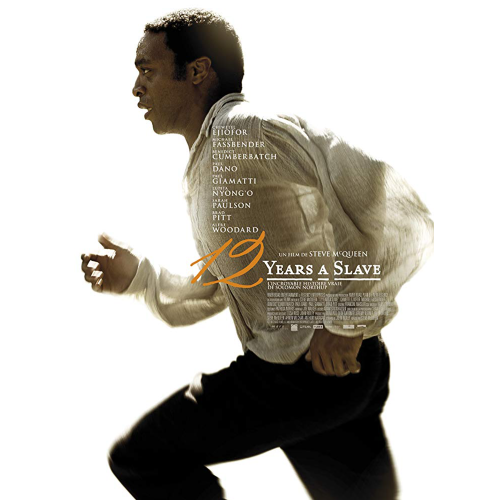 CHIWETEL
EJIOFOR
MICHAEL
FASSBENDER
BENEDICT
CUMBERBATCH
PAUL
DANO
PAUL
GIAMATTI
LUPITA
NYONG'O
SARAH
PAULSON
BRAD
PITT
ALFRE
WOODARD
UN FILM DE STEVE McQUEEN
12 YEARS A SLAVE
L'INCROYABLE HISTOIRE VRAIE
DE SOLOMON NORTHUP